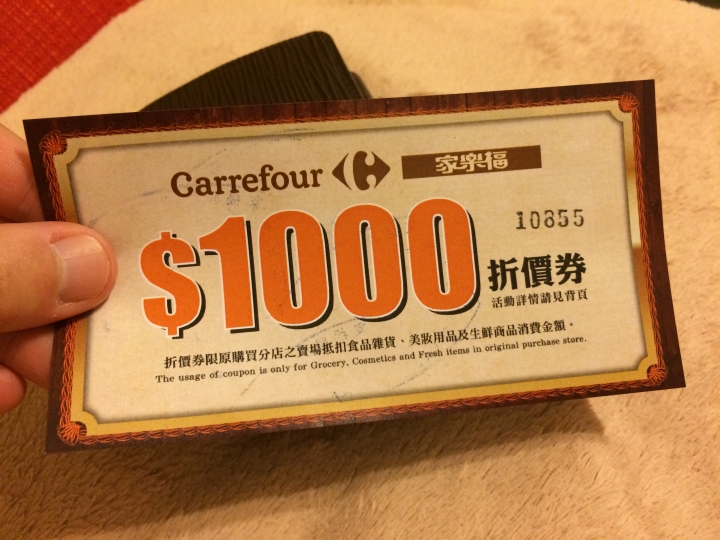 Carrefour 家樂福
$1000
10855
折價券
活動詳情請見背頁
折價券限原購買分店之賣場抵扣食品雜貨、美妝用品及生鮮商品消費金額。
The usage of coupon is only for Grocery, Cosmetics and Fresh items in original purchase store.